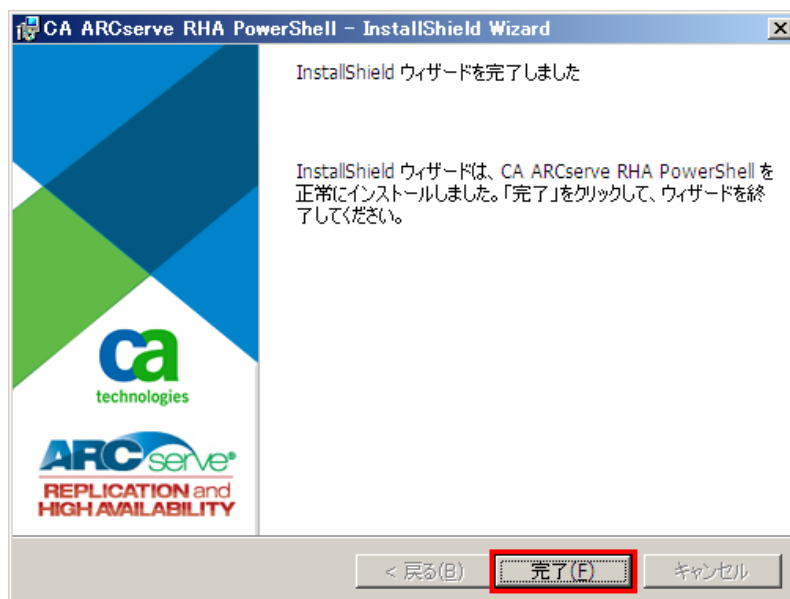 CA ARCserve RHA PowerShell - InstallShield Wizard
InstallShield ウィザードを完了しました
InstallShield ウィザードは、CA ARCserve RHA PowerShell を
正常にインストールしました。「完了」をクリックして、ウィザードを終
了してください。
ca
technologies
ARCserve®
REPLICATION and
HIGH AVAILABILITY
< 戻る(B)
完了(F)
キャンセル